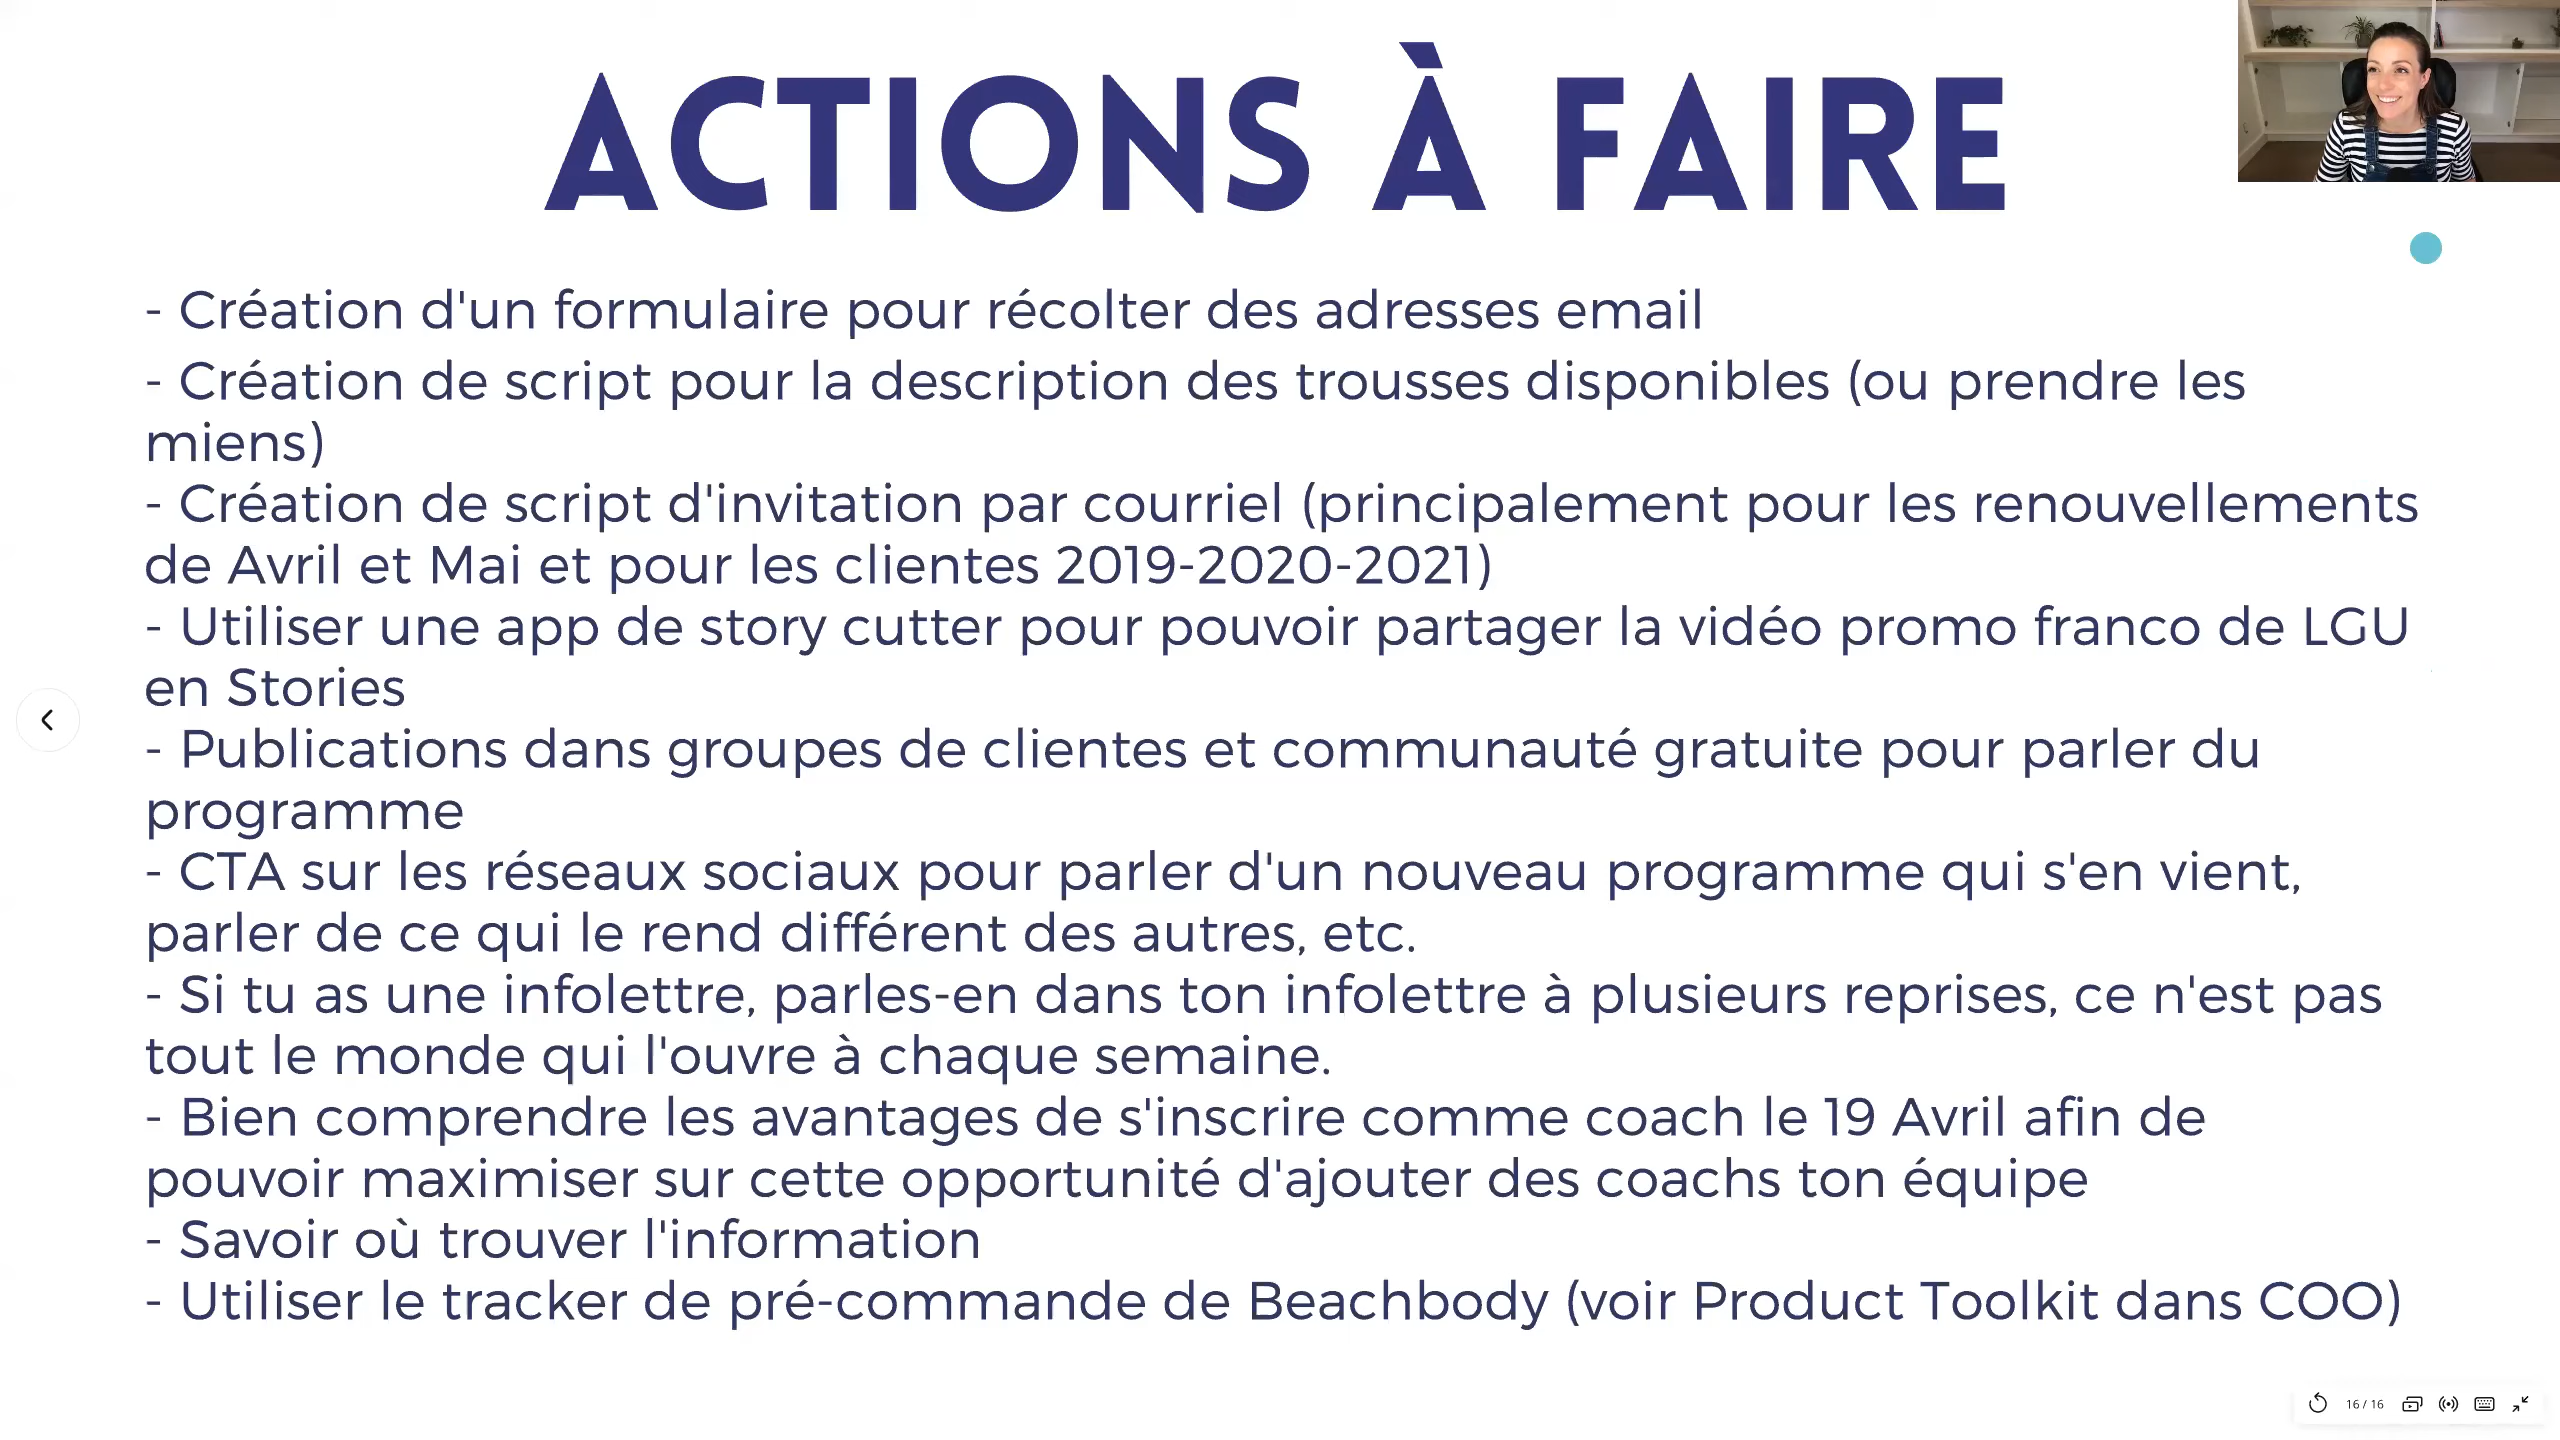 ACTIONS À FAIRE
- Création d'un formulaire pour récolter des adresses email
- Création de script pour la description des trousses disponibles (ou prendre les
miens)
- Création de script d'invitation par courriel (principalement pour les renouvellements
de Avril et Mai et pour les clientes 2019-2020-2021)
- Utiliser une app de story cutter pour pouvoir partager la vidéo promo franco de LGU
en Stories
- Publications dans groupes de clientes et communauté gratuite pour parler du
programme
- CTA sur les réseaux sociaux pour parler d'un nouveau programme qui s'en vient,
parler de ce qui le rend différent des autres, etc.
- Si tu as une infolettre, parles-en dans ton infolettre à plusieurs reprises, ce n'est pas
tout le monde qui l'ouvre à chaque semaine.
- Bien comprendre les avantages de s'inscrire comme coach le 19 Avril afin de
pouvoir maximiser sur cette opportunité d'ajouter des coachs ton équipe
- Savoir où trouver l'information
- Utiliser le tracker de pré-commande de Beachbody (voir Product Toolkit dans COO)
16 / 16